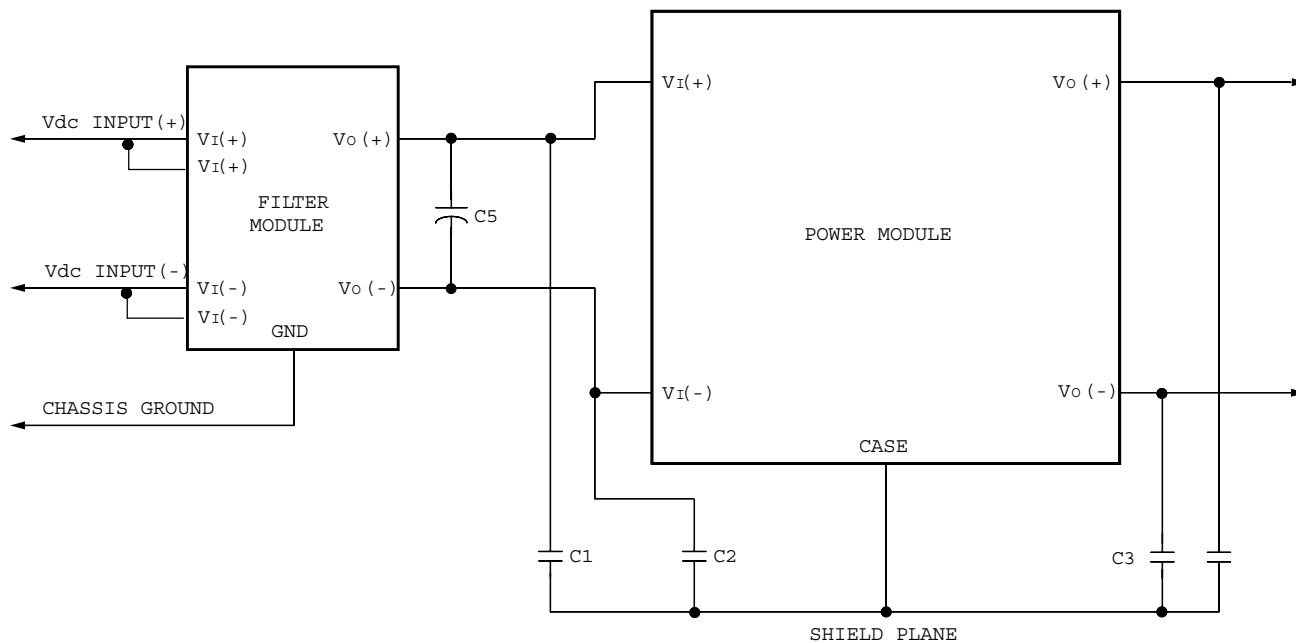 Vdc INPUT(+)
VI(+)
VI(+)
VO(+)
FILTER
MODULE
C5
Vdc INPUT(-)
VI(-)
VI(-)
VO(-)
GND
CHASSIS GROUND
VI(+)
VO(+)
POWER MODULE
VI(-)
VO(-)
CASE
C1
C2
C3
SHIELD PLANE